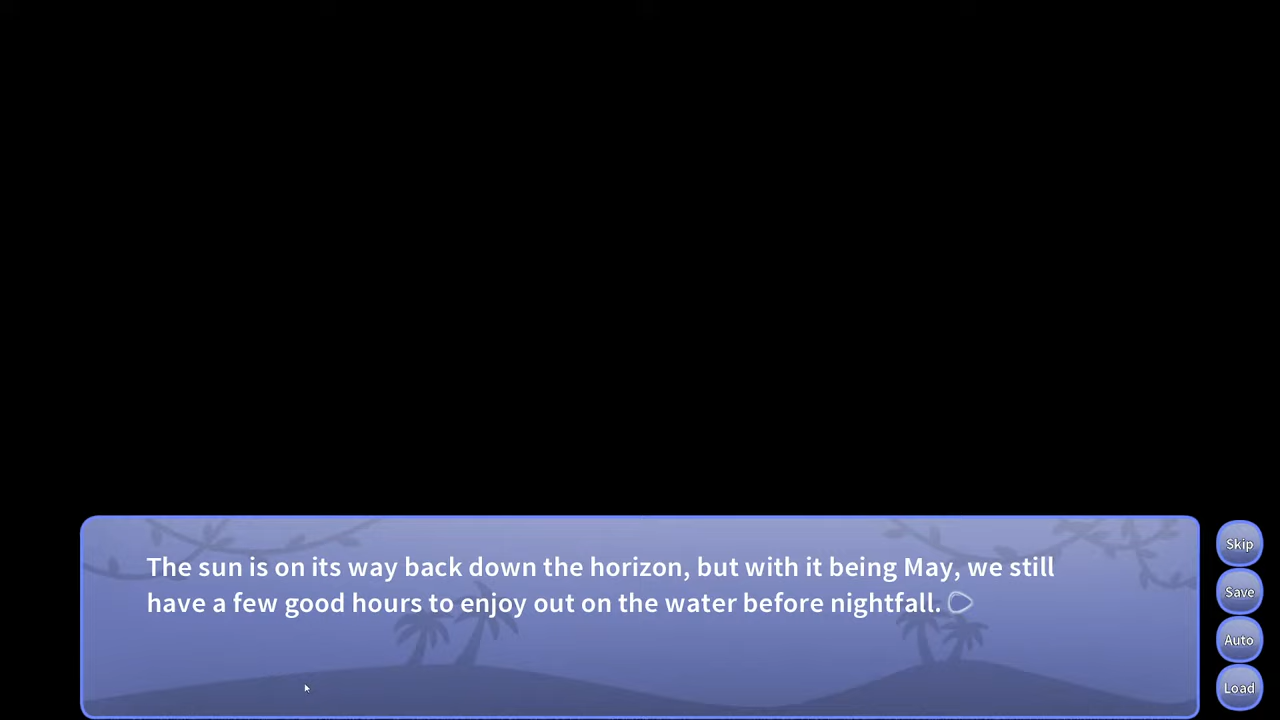 The sun is on its way back down the horizon, but with it being May, we still
have a few good hours to enjoy out on the water before nightfall.
Skip
Save
Auto
Load